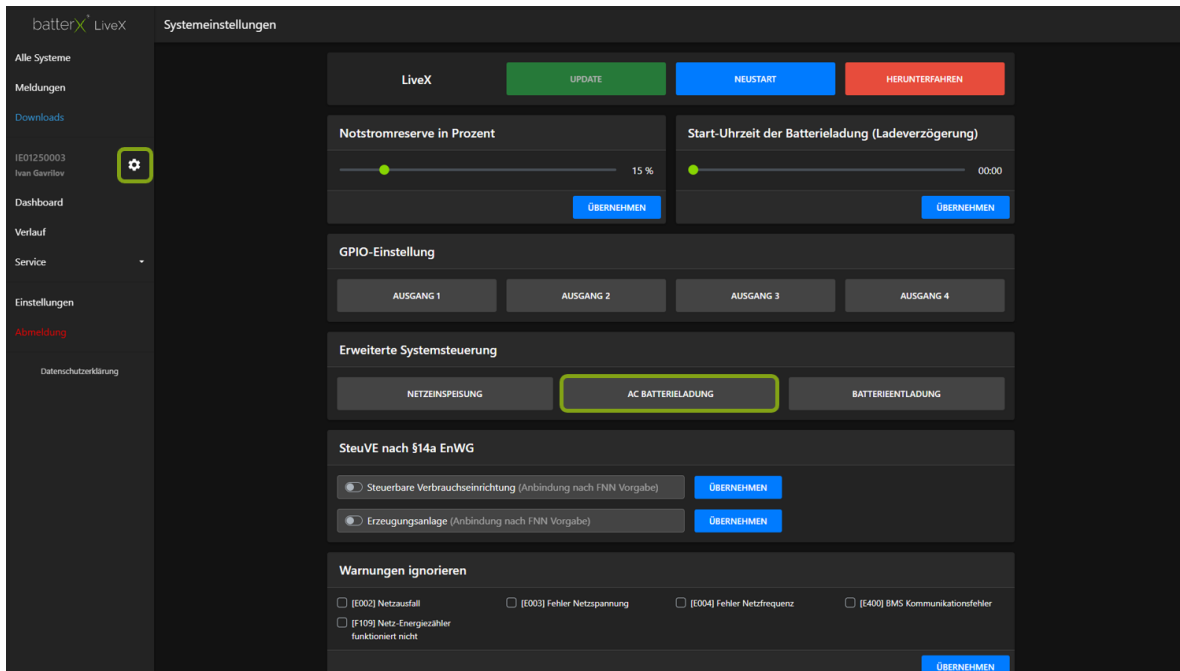 batterX LiveX
Systemeinstellungen
Alle Systeme
Meldungen
Downloads
IE01250003
Ivan Gavrilov
Dashboard
Verlauf
Service
Einstellungen
Abmeldung
Datenschutzerklärung
LiveX
UPDATE
NEUSTART
HERUNTERFAHREN
Notstromreserve in Prozent
15 %
ÜBERNEHMEN
Start-Uhrzeit der Batterieladung (Ladeverzögerung)
00:00
ÜBERNEHMEN
GPIO-Einstellung
AUSGANG 1
AUSGANG 2
AUSGANG 3
AUSGANG 4
Erweiterte Systemsteuerung
NETZEINSPEISUNG
AC BATTERIELADUNG
BATTERIEENTLADUNG
SteuVE nach §14a EnWG
Steuerbare Verbrauchseinrichtung (Anbindung nach FNN Vorgabe)
ÜBERNEHMEN
Erzeugungsanlage (Anbindung nach FNN Vorgabe)
ÜBERNEHMEN
Warnungen ignorieren
[E002] Netzausfall
[E003] Fehler Netzspannung
[E004] Fehler Netzfrequenz
[E400] BMS Kommunikationsfehler
[F109] Netz-Energiezähler
funktioniert nicht
ÜBERNEHMEN